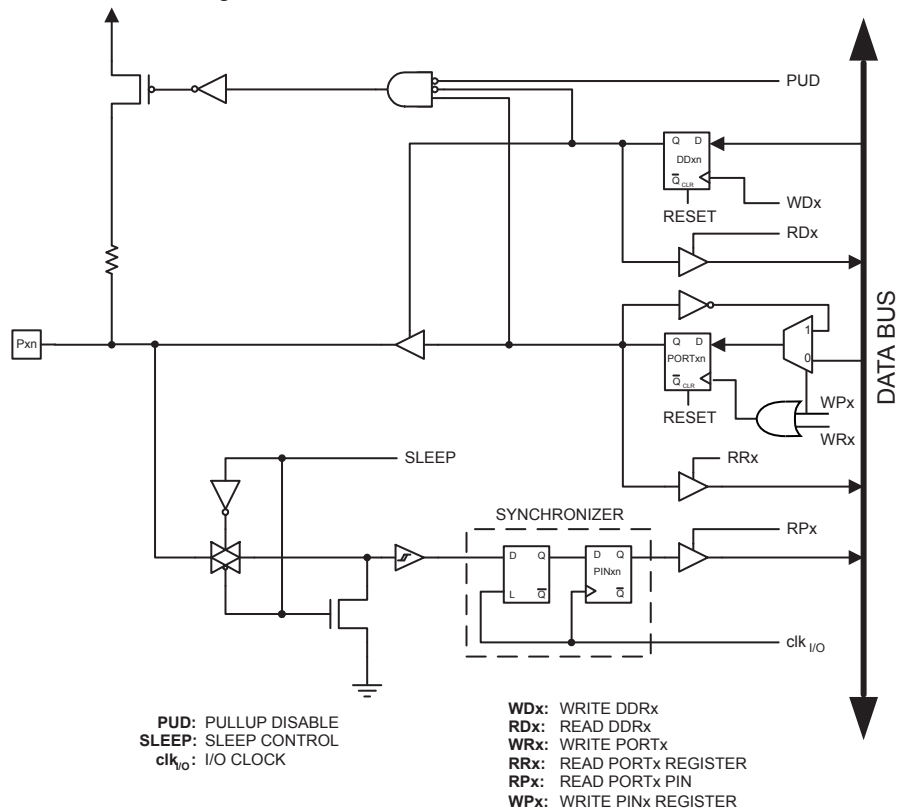 PUD
Q D
DDxn
Q CLR
WDx
RESET
RDx
Pxn
1
Q D
PORTxn
0
Q CLR
DATA BUS
WPx
RESET
WRx
SLEEP
RRx
SYNCHRONIZER
RPx
D Q
D Q
PINxn
L Q
Q
clk I/O
PUD: PULLUP DISABLE
SLEEP: SLEEP CONTROL
clkI/O: I/O CLOCK
WDx: WRITE DDRx
RDx: READ DDRx
WRx: WRITE PORTx
RRx: READ PORTx REGISTER
RPx: READ PORTx PIN
WPx: WRITE PINx REGISTER